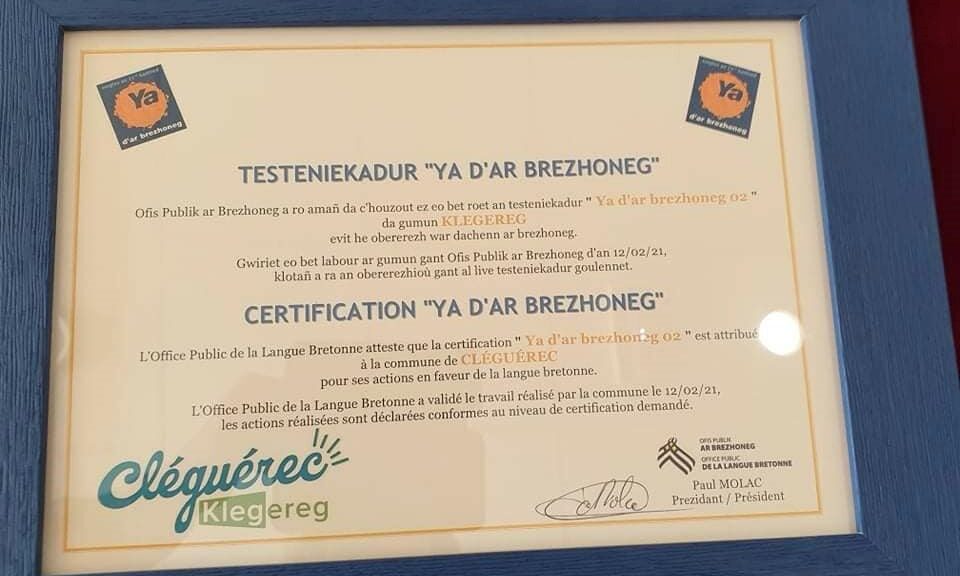 Ya
d'ar brezhoneg
Ya
d'ar brezhoneg
TESTENIEKADUR "YA D'AR BREZHONEG"
Ofis Publik ar Brezhoneg a ro amañ da c'houzout ez eo bet roet an testeniekadur " Ya d'ar brezhoneg 02 "
da gumun KLEGEREG
evit he obererezh war dachenn ar brezhoneg.
Gwiriet eo bet labour ar gumun gant Ofis Publik ar Brezhoneg d'an 12/02/21,
klotañ a ra an obererezhioù gant al live testeniekadur goulennet.
CERTIFICATION "YA D'AR BREZHONEG"
L'Office Public de la Langue Bretonne atteste que la certification " Ya d'ar brezhoneg 02 " est attribué
à la commune de CLÉGUÉREC
pour ses actions en faveur de la langue bretonne.
L'Office Public de la Langue Bretonne a validé le travail réalisé par la commune le 12/02/21,
les actions réalisées sont déclarées conformes au niveau de certification demandé.
Cléguérec
Klegereg
OFIS PUBLIK
AR BREZHONEG
OFFICE PUBLIC
DE LA LANGUE BRETONNE
Paul MOLAC
Prezidant / Président